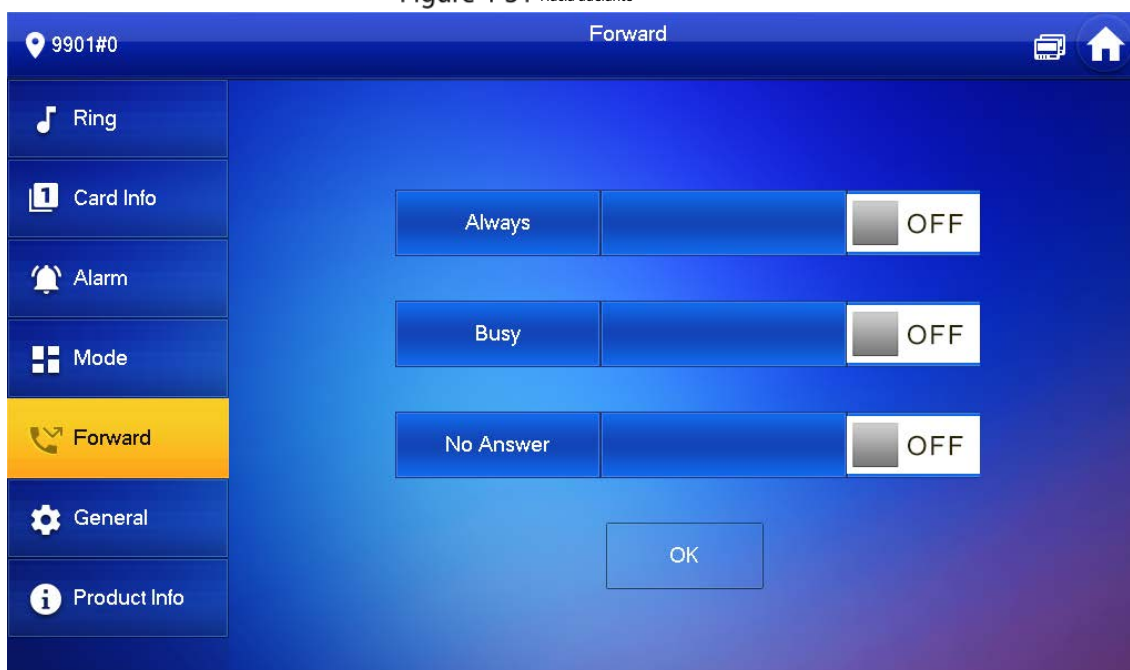 9901#0
Forward
Ring
Card Info
Always
OFF
Alarm
Busy
OFF
Mode
Forward
No Answer
OFF
General
OK
Product Info